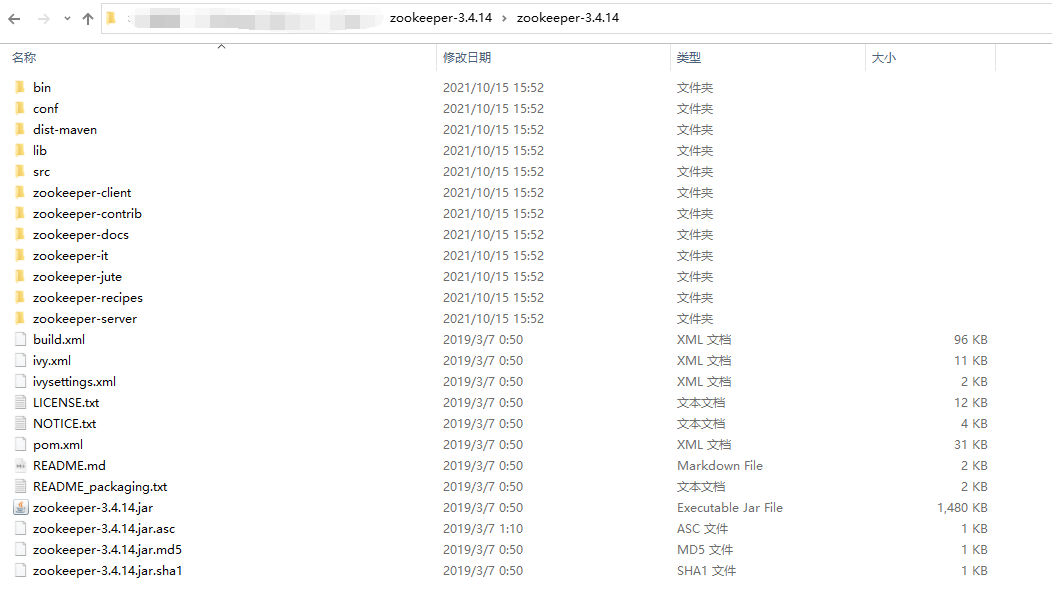 zookeeper-3.4.14 › zookeeper-3.4.14
名称 修改日期 类型 大小
bin 2021/10/15 15:52 文件夹
conf 2021/10/15 15:52 文件夹
dist-maven 2021/10/15 15:52 文件夹
lib 2021/10/15 15:52 文件夹
src 2021/10/15 15:52 文件夹
zookeeper-client 2021/10/15 15:52 文件夹
zookeeper-contrib 2021/10/15 15:52 文件夹
zookeeper-docs 2021/10/15 15:52 文件夹
zookeeper-it 2021/10/15 15:52 文件夹
zookeeper-jute 2021/10/15 15:52 文件夹
zookeeper-recipes 2021/10/15 15:52 文件夹
zookeeper-server 2021/10/15 15:52 文件夹
build.xml 2019/3/7 0:50 XML 文档 96 KB
ivy.xml 2019/3/7 0:50 XML 文档 11 KB
ivysettings.xml 2019/3/7 0:50 XML 文档 2 KB
LICENSE.txt 2019/3/7 0:50 文本文档 12 KB
NOTICE.txt 2019/3/7 0:50 文本文档 4 KB
pom.xml 2019/3/7 0:50 XML 文档 31 KB
README.md 2019/3/7 0:50 Markdown File 2 KB
README_packaging.txt 2019/3/7 0:50 文本文档 2 KB
zookeeper-3.4.14.jar 2019/3/7 0:50 Executable Jar File 1,480 KB
zookeeper-3.4.14.jar.asc 2019/3/7 1:10 ASC 文件 1 KB
zookeeper-3.4.14.jar.md5 2019/3/7 0:50 MD5 文件 1 KB
zookeeper-3.4.14.jar.sha1 2019/3/7 0:50 SHA1 文件 1 KB